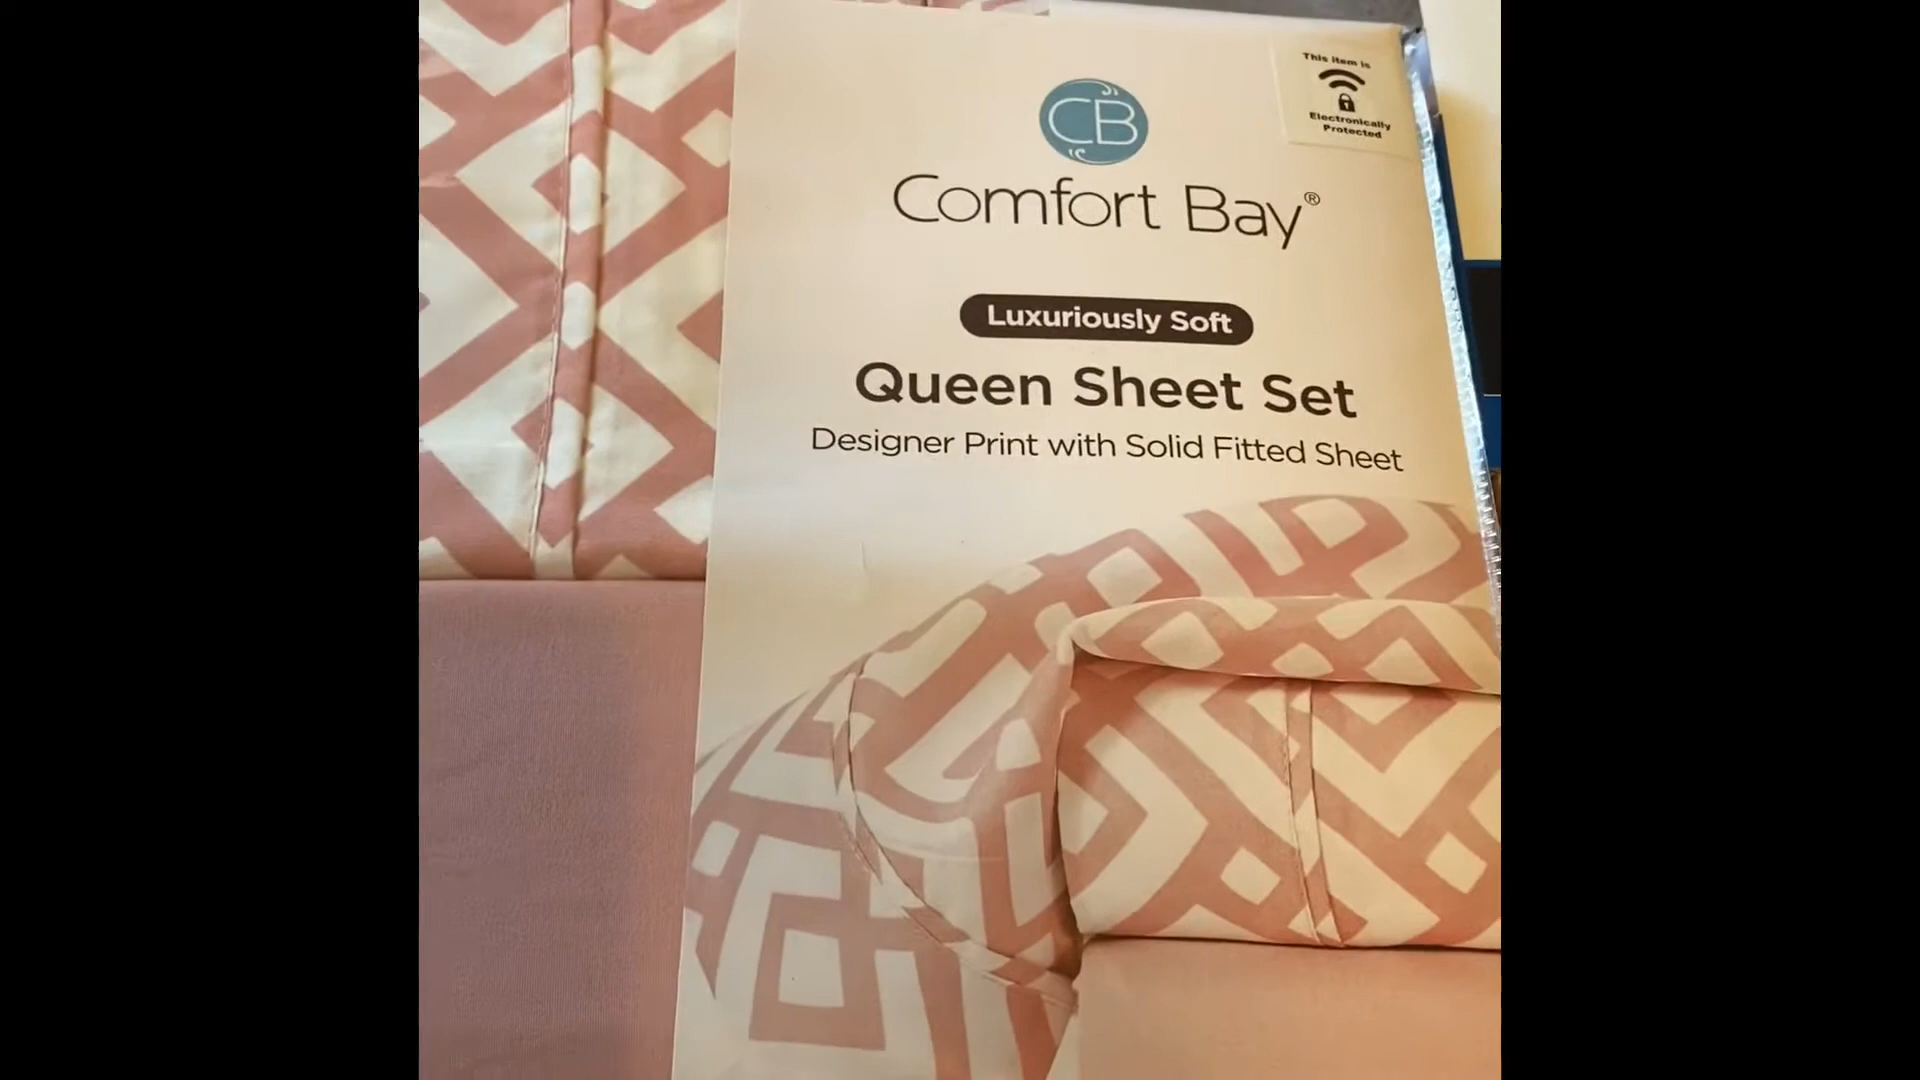 This item is
Electronically
Protected
CB
Comfort Bay®
Luxuriously Soft
Queen Sheet Set
Designer Print with Solid Fitted Sheet